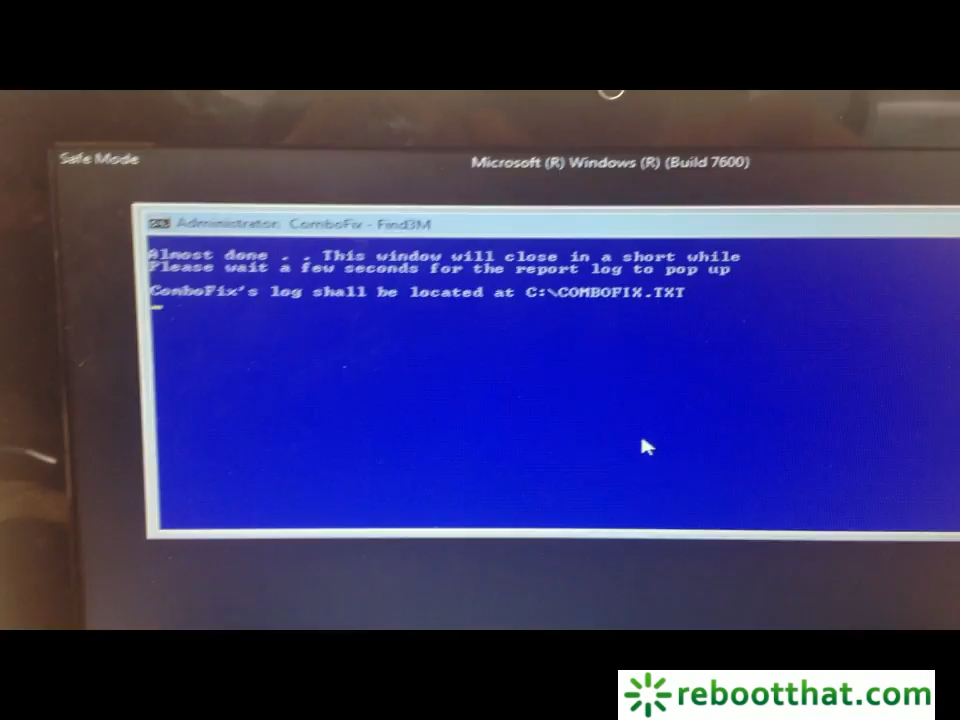 Safe Mode
Microsoft (R) Windows (R) (Build 7600)
Administrator: ComboFix - Find3M
Almost done . . This window will close in a short while
Please wait a few seconds for the report log to pop up
ComboFix's log shall be located at C:\COMBOFIX.TXT
rebootthat.com